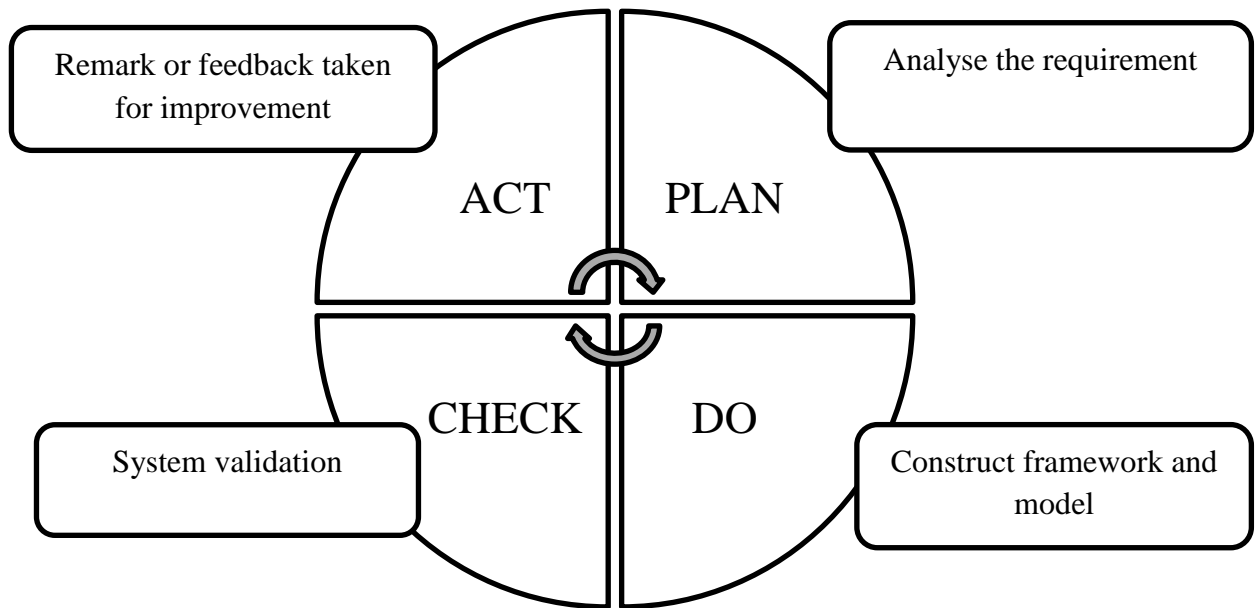 Remark or feedback taken
for improvement
Analyse the requirement
ACT
PLAN
CHECK
DO
System validation
Construct framework and
model